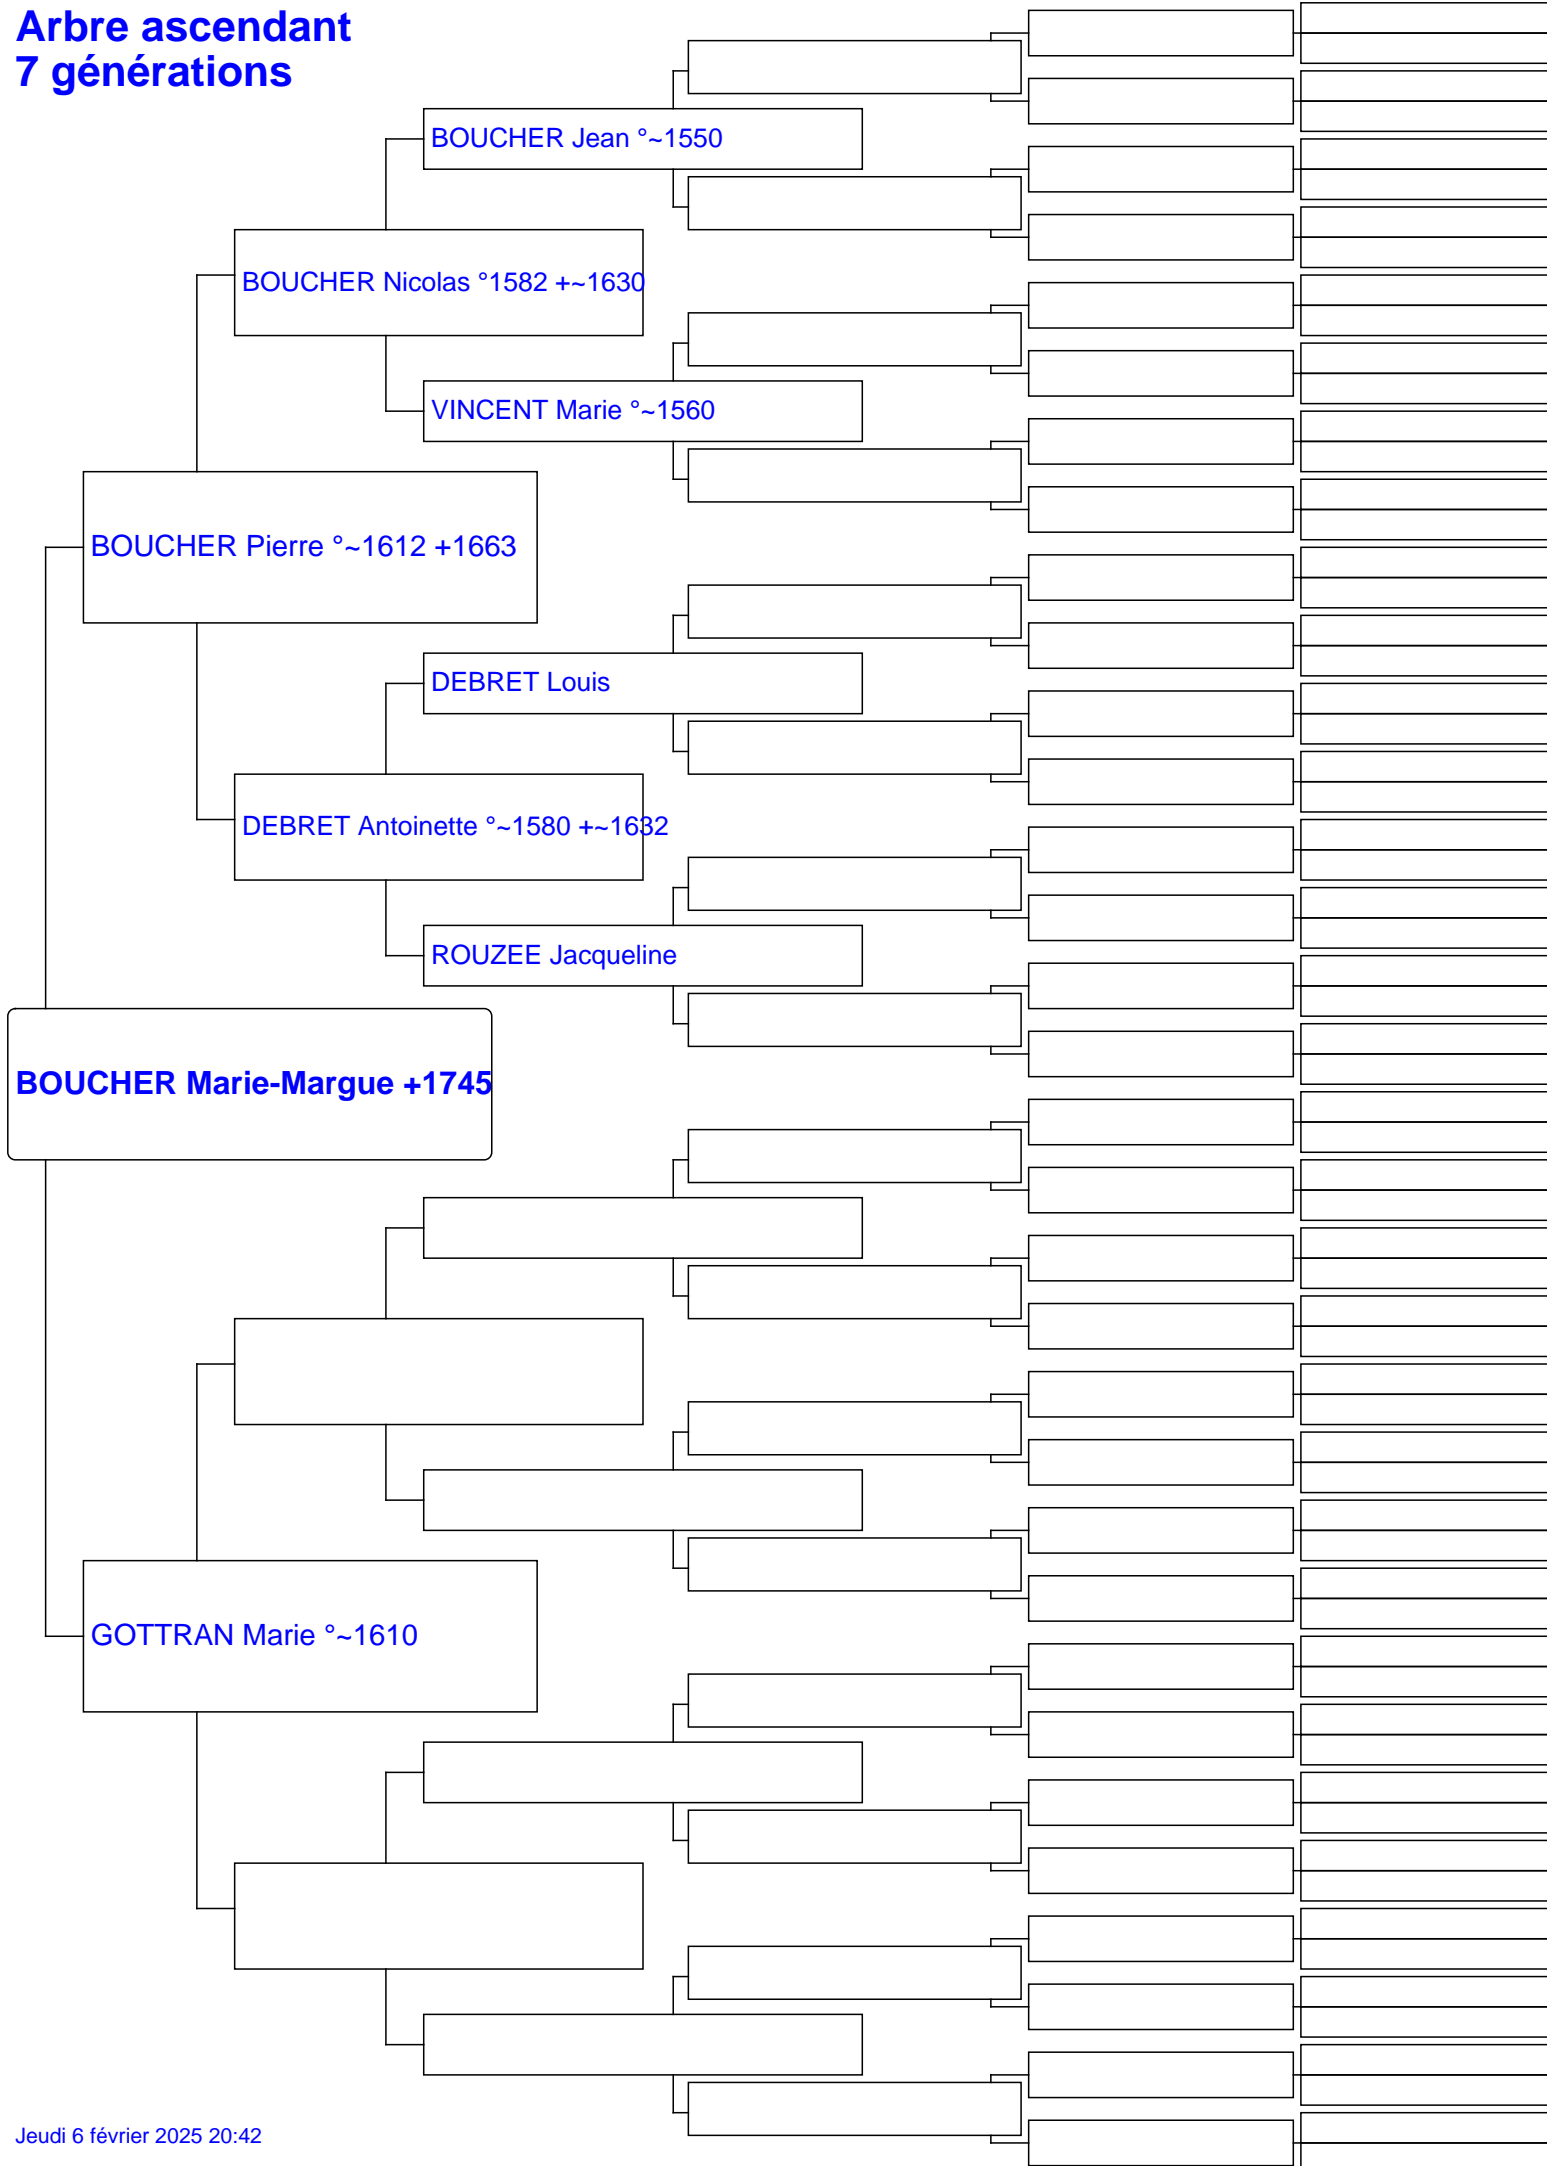 Arbre ascendant
7 générations
BOUCHER Jean °~1550
BOUCHER Nicolas °1582 +~1630
VINCENT Marie °~1560
BOUCHER Pierre °~1612 +1663
DEBRET Louis
DEBRET Antoinette °~1580 +~1632
ROUZEE Jacqueline
BOUCHER Marie-Margue +1745
GOTTRAN Marie °~1610
Jeudi 6 février 2025 20:42